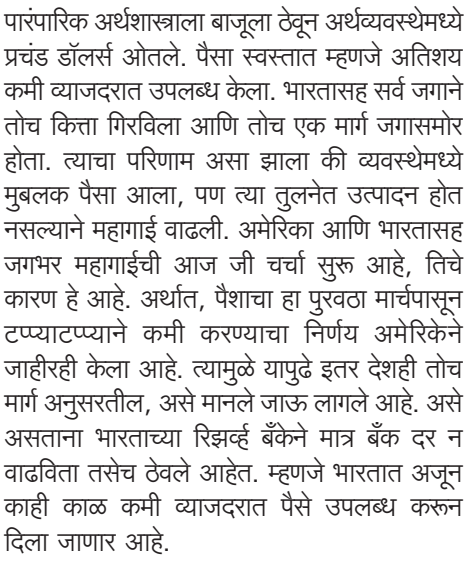 पारंपारिक अर्थशास्त्राला बाजूला ठेवून अर्थव्यवस्थेमध्ये
प्रचंड डॉलर्स ओतले. पैसा स्वस्तात म्हणजे अतिशय
कमी व्याजदरात उपलब्ध केला. भारतासह सर्व जगाने
तोच कित्ता गिरविला आणि तोच एक मार्ग जगासमोर
होता. त्याचा परिणाम असा झाला की व्यवस्थेमध्ये
मुबलक पैसा आला, पण त्या तुलनेत उत्पादन होत
नसल्याने महागाई वाढली. अमेरिका आणि भारतासह
जगभर महागाईची आज जी चर्चा सुरू आहे, तिचे
कारण हे आहे. अर्थात, पैशाचा हा पुरवठा मार्चपासून
टप्प्याटप्प्याने कमी करण्याचा निर्णय अमेरिकेने
जाहीरही केला आहे. त्यामुळे यापुढे इतर देशही तोच
मार्ग अनुसरतील, असे मानले जाऊ लागले आहे. असे
असताना भारताच्या रिझर्व्ह बँकेने मात्र बँक दर न
वाढविता तसेच ठेवले आहेत. म्हणजे भारतात अजून
काही काळ कमी व्याजदरात पैसे उपलब्ध करून
दिला जाणार आहे.